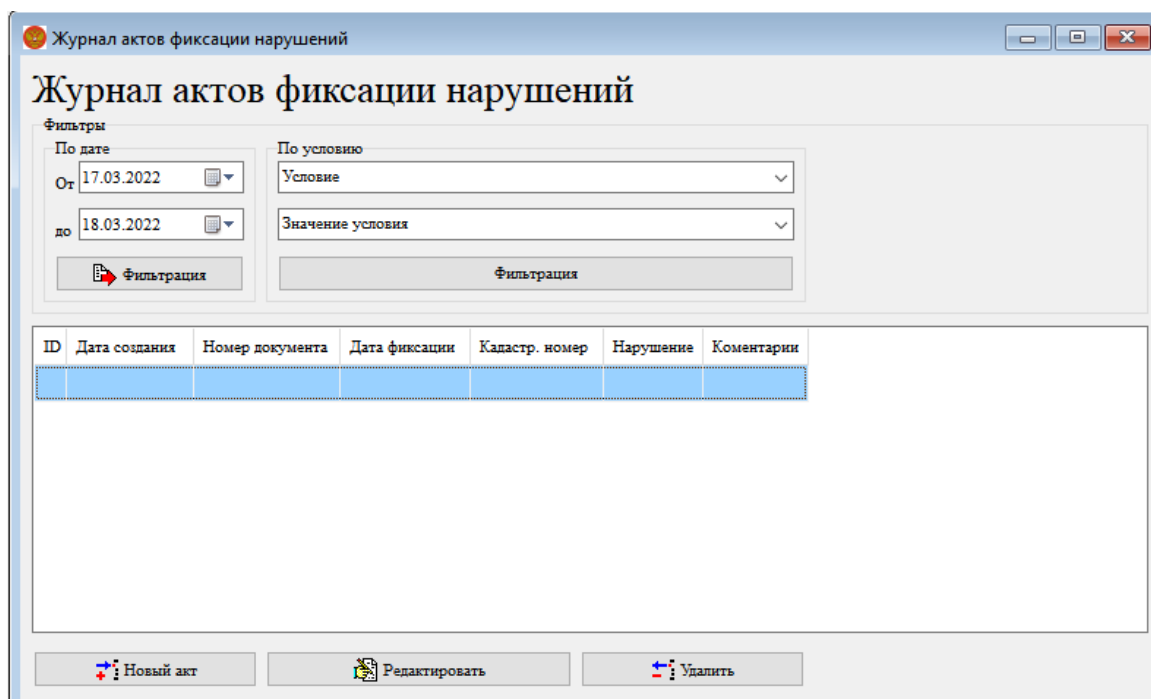 Журнал актов фиксации нарушений
Журнал актов фиксации нарушений
Фильтры
По дате
По условию
От 17.03.2022
Условие
до 18.03.2022
Значение условия
Фильтрация
Фильтрация
ID Дата создания Номер документа Дата фиксации Кадастр. номер Нарушение Коментарии
Новый акт Редактировать Удалить